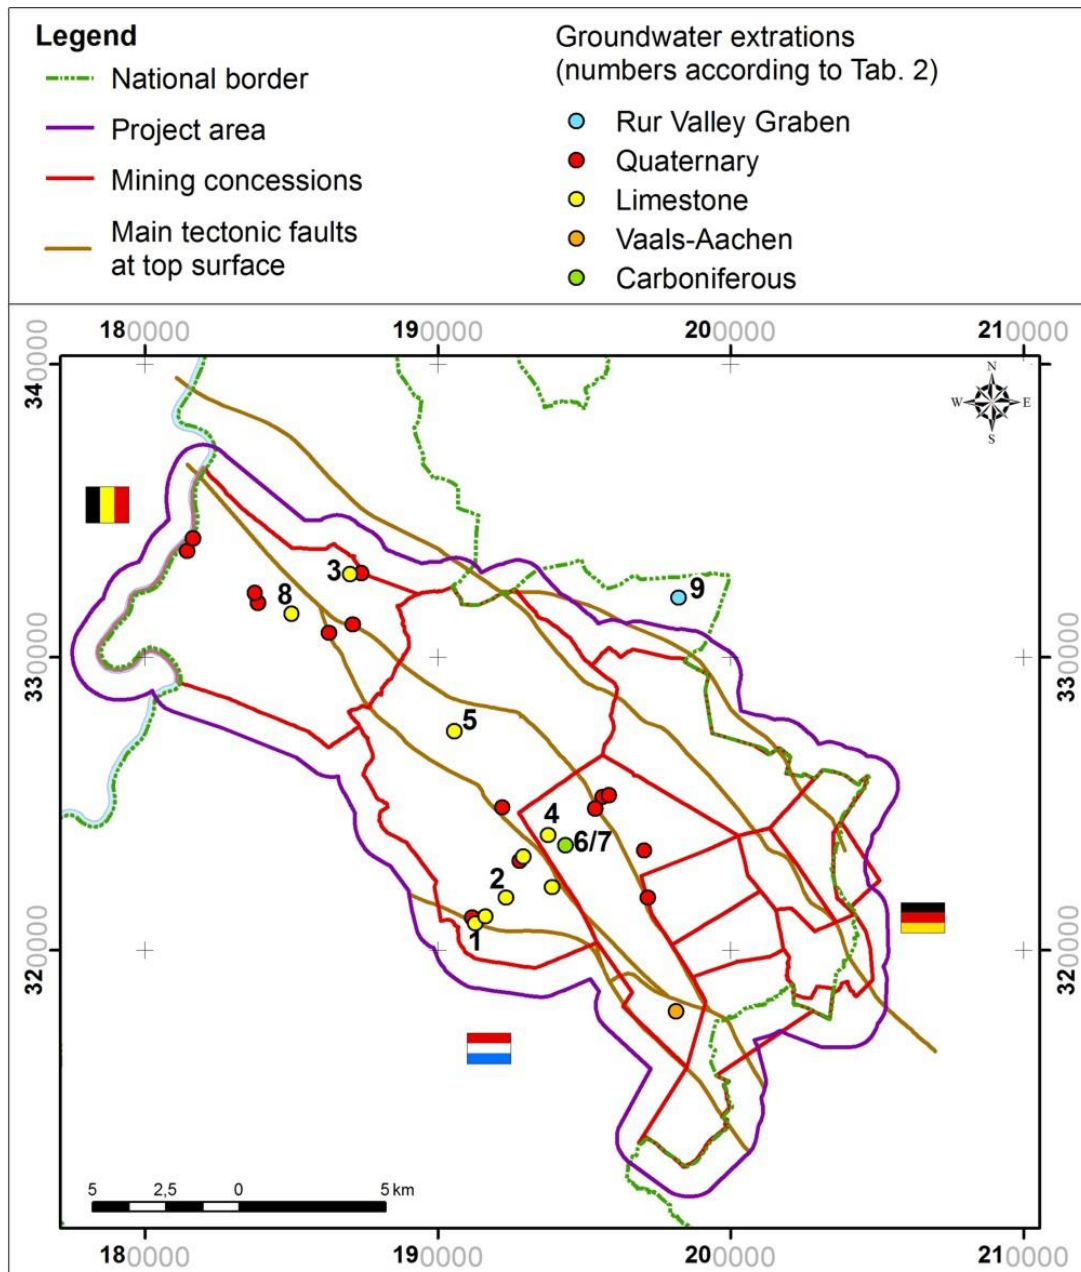 Legend
National border
Project area
Mining concessions
Main tectonic faults
at top surface
Groundwater extrations
(numbers according to Tab. 2)
Rur Valley Graben
Quaternary
Limestone
Vaals-Aachen
Carboniferous
180000
190000
200000
210000
340000
340000
N
W
E
S
3
8
9
330000
330000
5
4
6/7
2
1
320000
320000
5
2,5
0
5 km
180000
190000
200000
210000